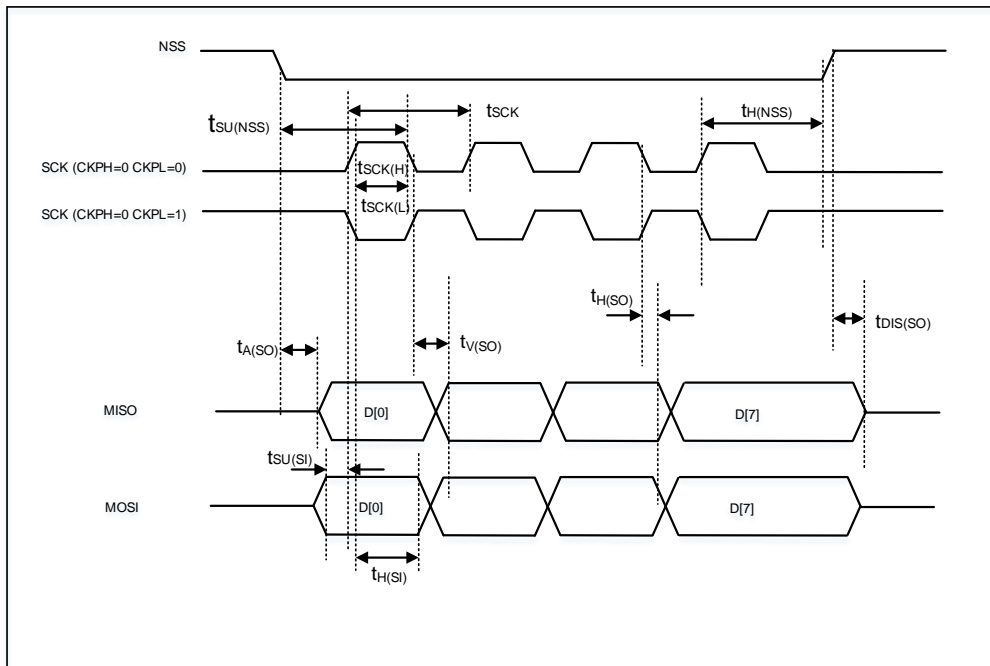 NSS
tSCK
tH(NSS)
tSU(NSS)
SCK (CKPH=0 CKPL=0)
tSCK(H)
tSCK(L)
SCK (CKPH=0 CKPL=1)
tH(SO)
tDIS(SO)
tA(SO)
tV(SO)
MISO
D[0]
D[7]
tSU(SI)
MOSI
D[0]
D[7]
tH(SI)